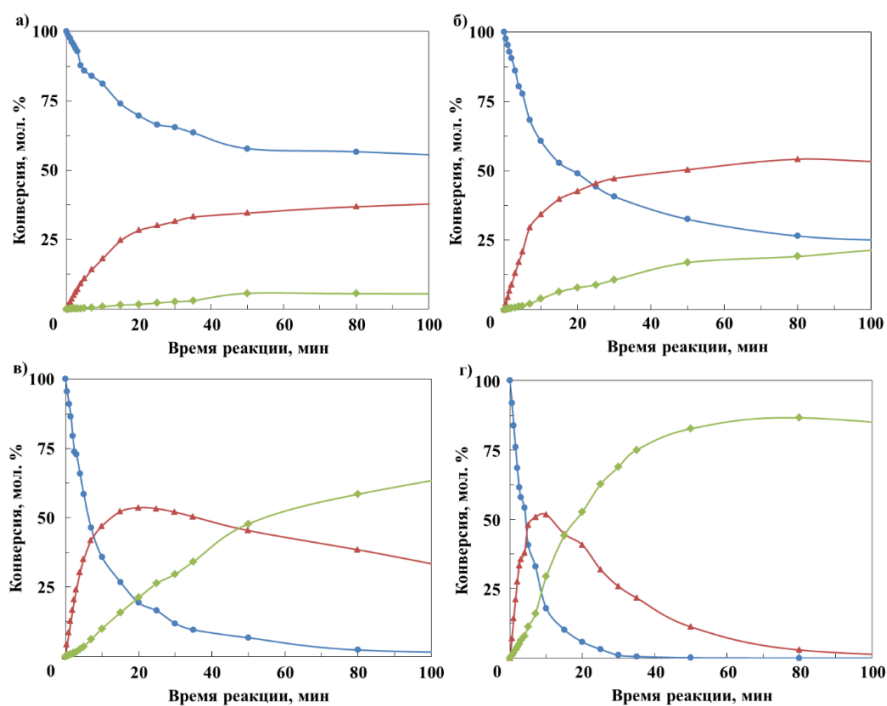 а)
100
75
50
25
0
Конверсия, мол. %
20 40 60 80 100
Время реакции, мин
б)
100
75
50
25
0
Конверсия, мол. %
0 20 40 60 80 100
Время реакции, мин
в)
100
75
50
25
0
Конверсия, мол. %
0 20 40 60 80 100
Время реакции, мин
г)
100
75
50
25
0
Конверсия, мол. %
0 20 40 60 80 100
Время реакции, мин